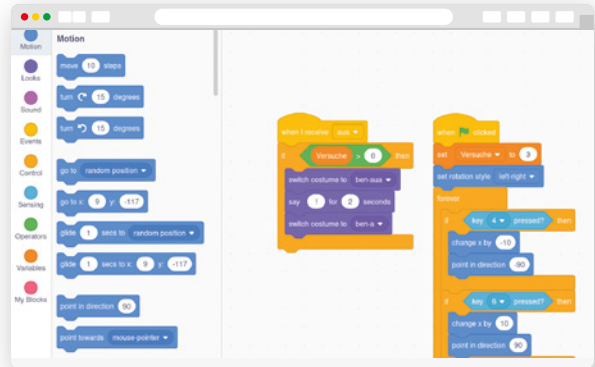 Motion
Looks
Sound
Events
Control
Sensing
Operators
Variables
My Blocks
Motion
move 10 steps
turn 15 degrees
turn 15 degrees
go to random position
go to x: 9 y: -117
glide 1 secs to random position
glide 1 secs to x: 9 y: -117
point in direction 90
point towards mouse-pointer
when I receive aua
if Versuche > 0 then
switch costume to ben-aua
say ! for 2 seconds
switch costume to ben-a
when clicked
set Versuche to 3
set rotation style left-right
forever
if key 4 pressed? then
change x by -10
point in direction -90
if key 6 pressed? then
change x by 10
point in direction 90